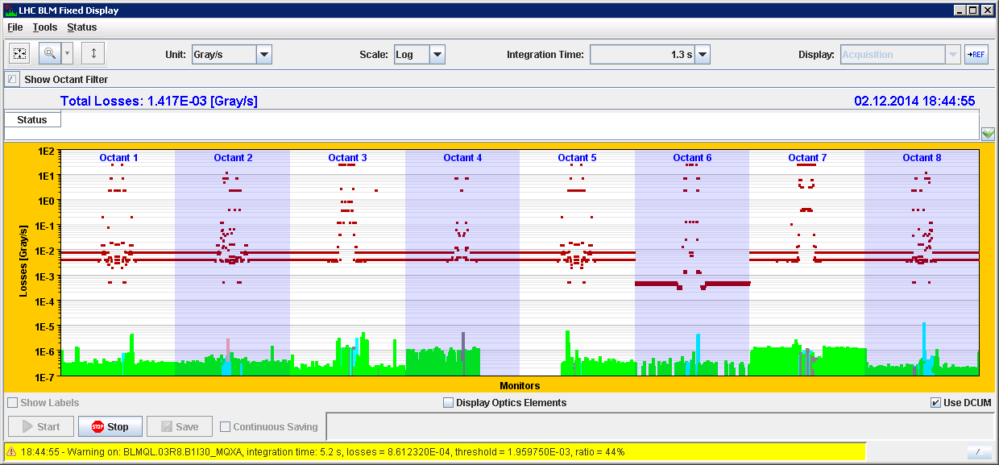 LHC BLM Fixed Display
File Tools Status
Unit: Gray/s Scale: Log Integration Time: 1.3 s Display: Acquisition →REF
Show Octant Filter
Total Losses: 1.417E-03 [Gray/s] 02.12.2014 18:44:55
Status
Octant 1 Octant 2 Octant 3 Octant 4 Octant 5 Octant 6 Octant 7 Octant 8
Losses [Gray/s]
1E2
1E1
1E0
1E-1
1E-2
1E-3
1E-4
1E-5
1E-6
1E-7
Monitors
Show Labels Display Optics Elements Use DCUM
Start STOP Stop Save Continuous Saving
18:44:55 - Warning on: BLMQL.03R8.B1I30_MQXA, integration time: 5.2 s, losses = 8.612320E-04, threshold = 1.959750E-03, ratio = 44%